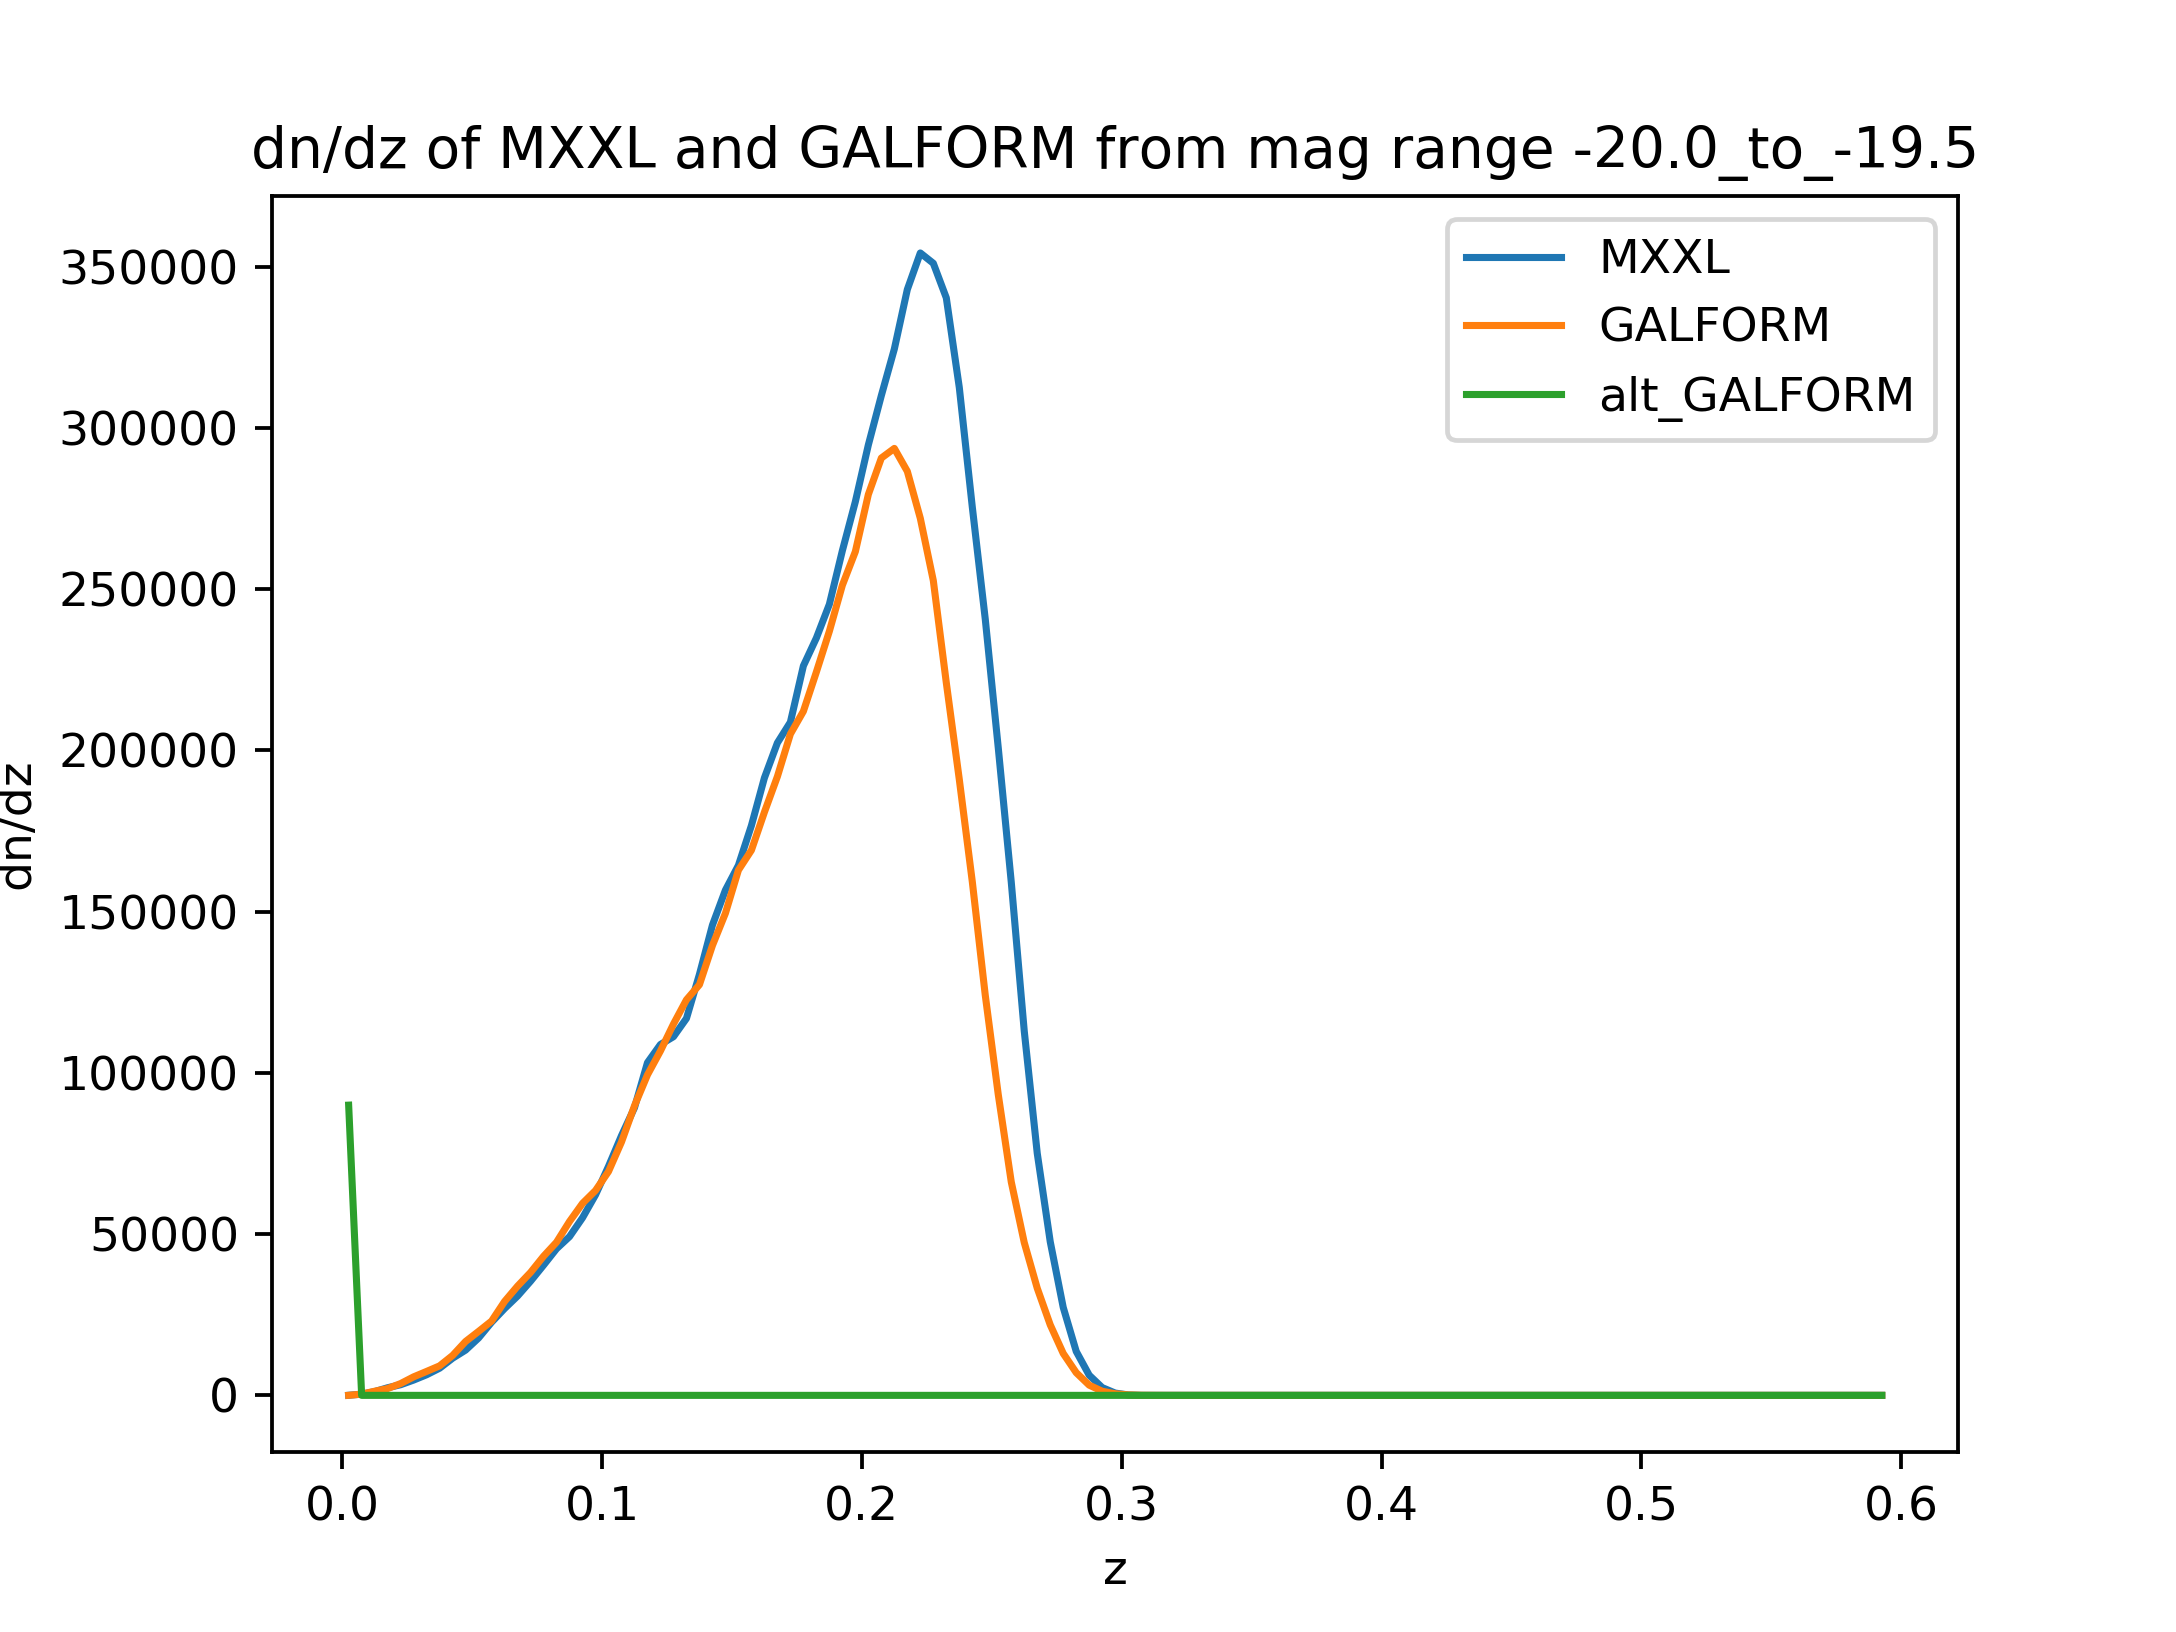 dn/dz of MXXL and GALFORM from mag range -20.0_to_-19.5
MXXL
GALFORM
alt_GALFORM
350000
300000
250000
200000
150000
100000
50000
0
dn/dz
0.0 0.1 0.2 0.3 0.4 0.5 0.6
z